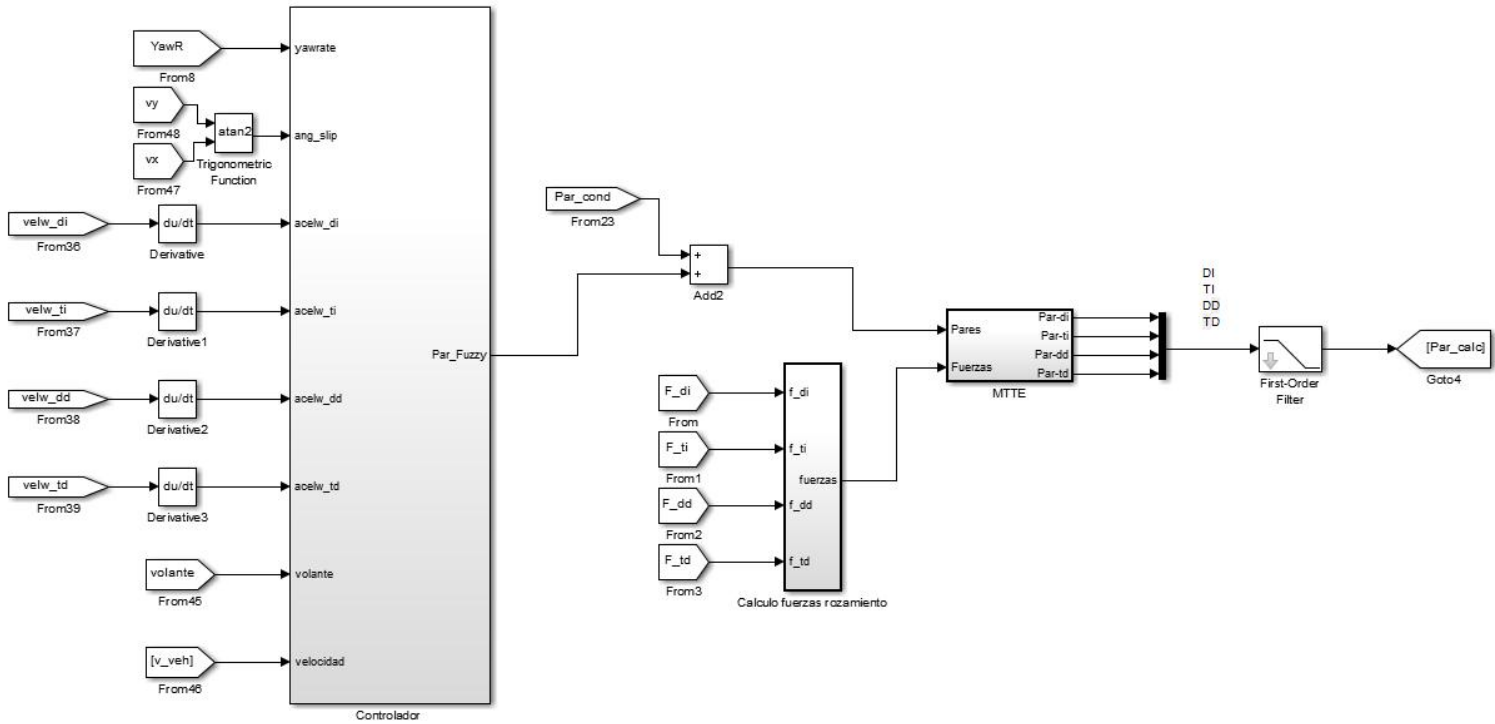 YawR
From8
yawrate
vy
From48
vx
From47
atan2
Trigonometric
Function
ang_slip
velw_di
From36
du/dt
Derivative
acelw_di
velw_ti
From37
du/dt
Derivative1
acelw_ti
velw_dd
From38
du/dt
Derivative2
acelw_dd
velw_td
From39
du/dt
Derivative3
acelw_td
volante
From45
volante
[v_veh]
From46
velocidad
Par_Fuzzy
Controlador
Par_cond
From23
+
+
Add2
F_di
From
F_ti
From1
F_dd
From2
F_td
From3
f_di
f_ti
fuerzas
f_dd
f_td
Calculo fuerzas rozamiento
Pares
Fuerzas
Par-di
Par-ti
Par-dd
Par-td
MTTE
DI
TI
DD
TD
First-Order
Filter
[Par_calc]
Goto4